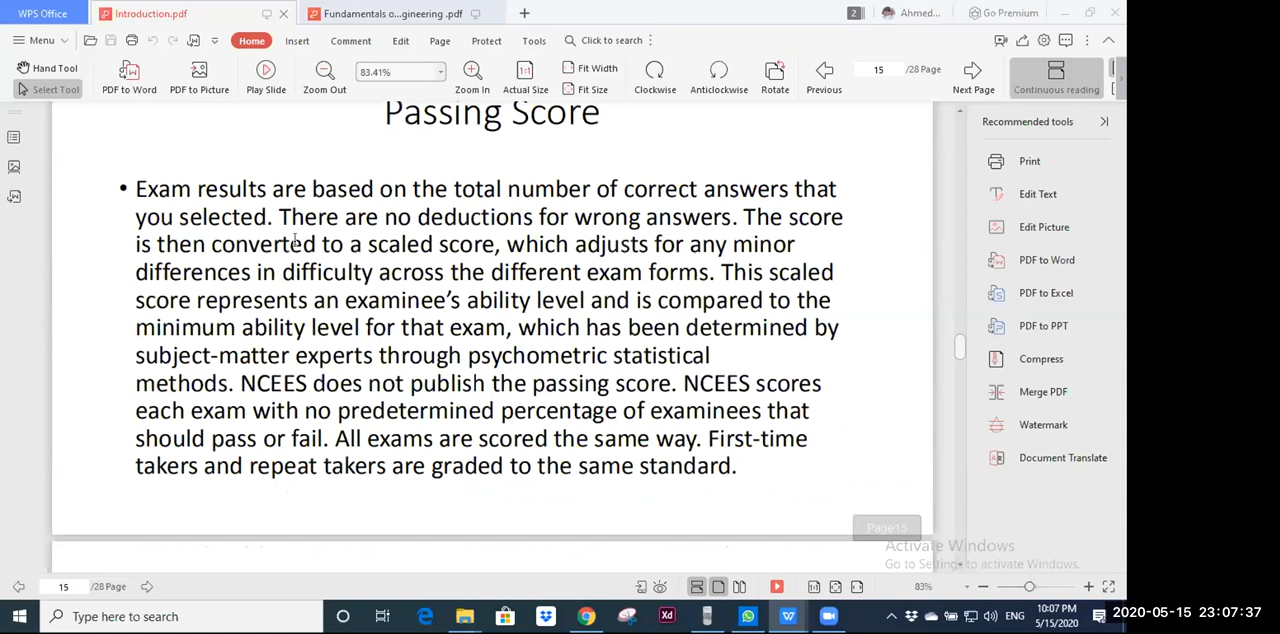 WPS Office
Introduction.pdf
Fundamentals o...gineering .pdf
2
Ahmed...
Go Premium
Menu
Home
Insert
Comment
Edit
Page
Protect
Tools
Click to search
Hand Tool
Select Tool
PDF to Word
PDF to Picture
Play Slide
Zoom Out
83.41%
Zoom In
Actual Size
Fit Width
Fit Size
Clockwise
Anticlockwise
Rotate
Previous
15
/28 Page
Next Page
Continuous reading
Passing Score
• Exam results are based on the total number of correct answers that
you selected. There are no deductions for wrong answers. The score
is then converted to a scaled score, which adjusts for any minor
differences in difficulty across the different exam forms. This scaled
score represents an examinee’s ability level and is compared to the
minimum ability level for that exam, which has been determined by
subject-matter experts through psychometric statistical
methods. NCEES does not publish the passing score. NCEES scores
each exam with no predetermined percentage of examinees that
should pass or fail. All exams are scored the same way. First-time
takers and repeat takers are graded to the same standard.
Page15
Recommended tools
Print
Edit Text
Edit Picture
PDF to Word
PDF to Excel
PDF to PPT
Compress
Merge PDF
Watermark
Document Translate
Activate Windows
Go to Settings to activate Windows.
15
/28 Page
83%
Type here to search
ENG
10:07 PM
5/15/2020
2020-05-15 23:07:37